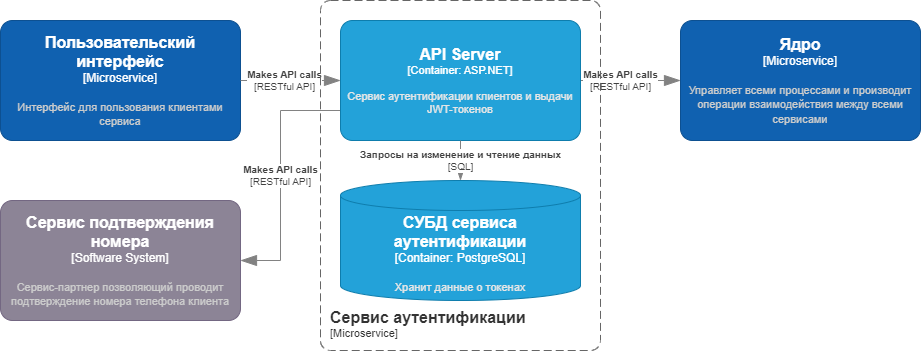 Пользовательский
интерфейс
[Microservice]
Интерфейс для пользования клиентами
сервиса
Makes API calls
[RESTful API]
API Server
[Container: ASP.NET]
Сервис аутентификации клиентов и выдачи
JWT-токенов
Makes API calls
[RESTful API]
Ядро
[Microservice]
Управляет всеми процессами и производит
операции взаимодействия между всеми
сервисами
Запросы на изменение и чтение данных
[SQL]
Makes API calls
[RESTful API]
Сервис подтверждения
номера
[Software System]
Сервис-партнер позволяющий проводит
подтверждение номера телефона клиента
СУБД сервиса
аутентификации
[Container: PostgreSQL]
Хранит данные о токенах
Сервис аутентификации
[Microservice]